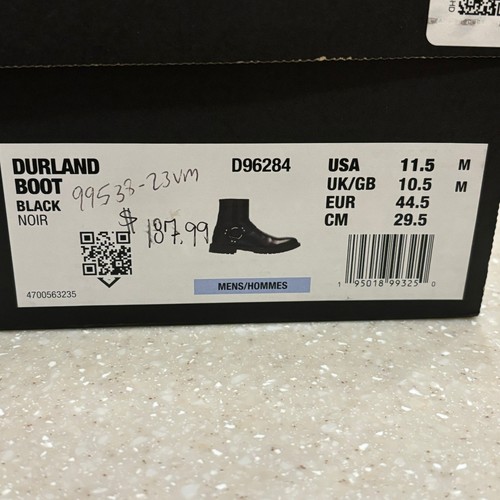 DURLAND BOOT
BLACK
NOIR
99538-23VM
$187.99
4700563235
D96284
MENS/HOMMES
USA 11.5 M
UK/GB 10.5 M
EUR 44.5
CM 29.5
1 95018 99325 0